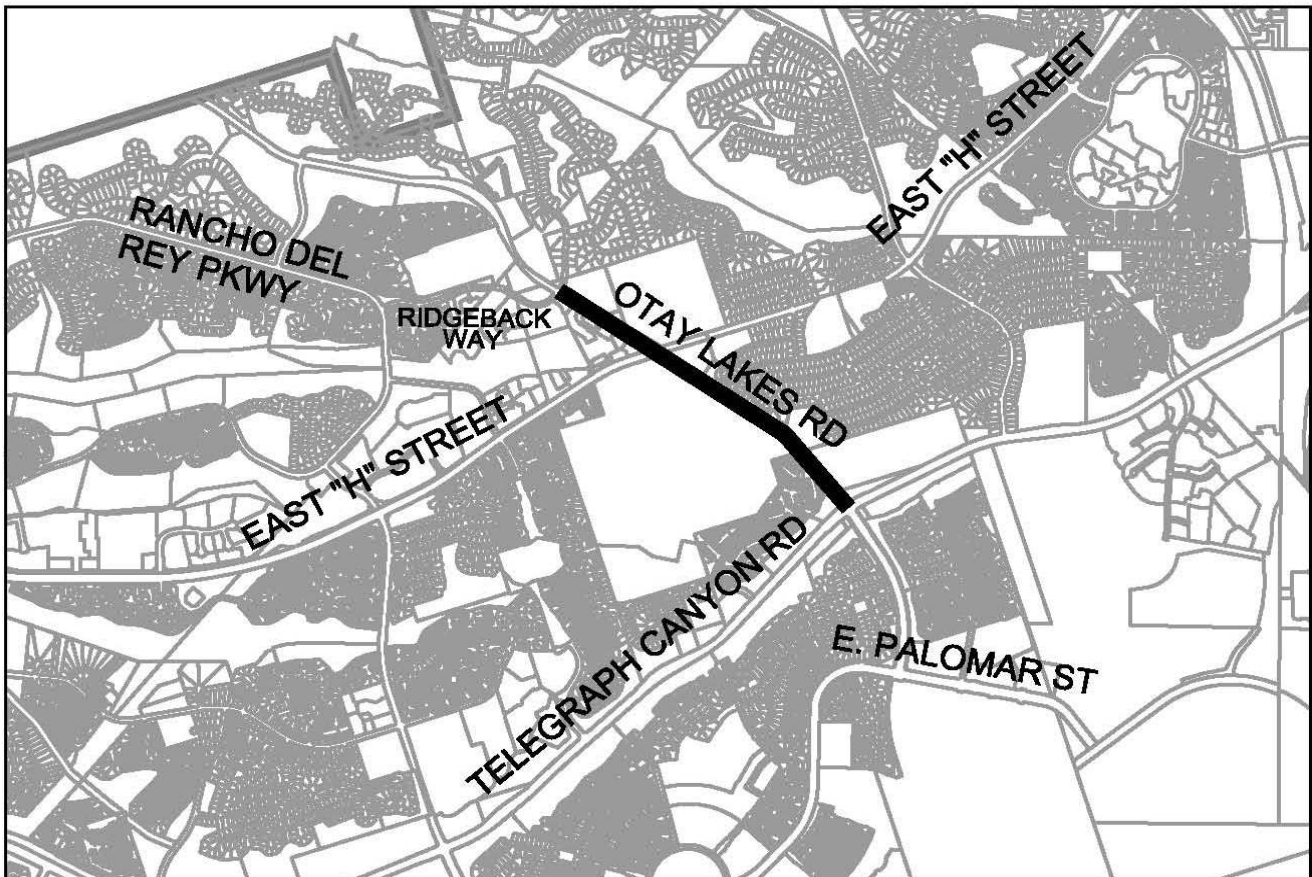 EAST "H" STREET
RANCHO DEL
REY PKWY
RIDGEBACK
WAY
OTAY LAKES RD
EAST "H" STREET
TELEGRAPH CANYON RD
E. PALOMAR ST